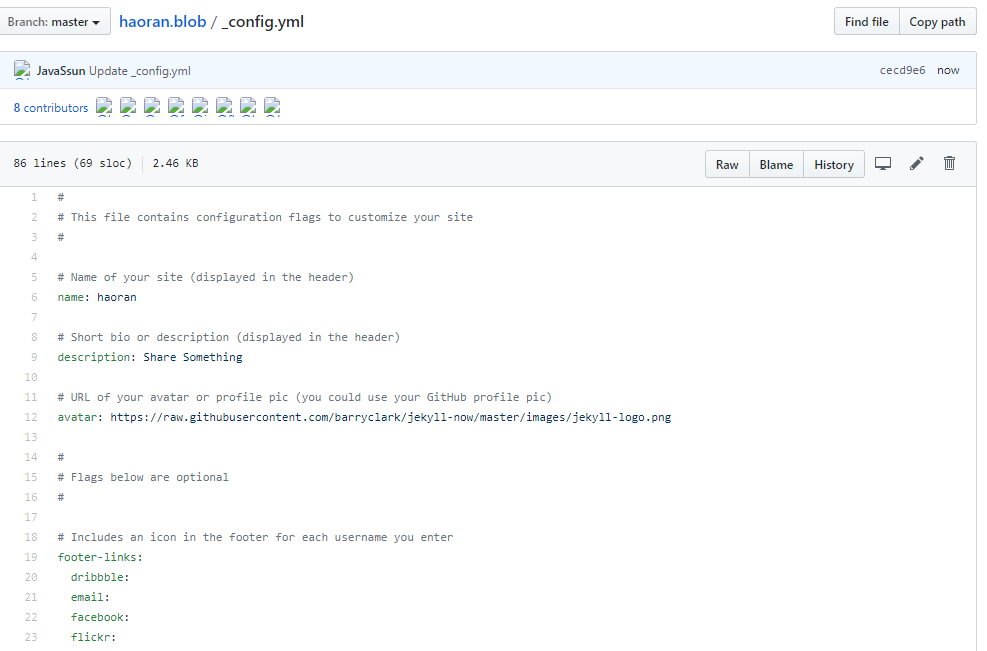 Branch: master haoran.blob / _config.yml Find file Copy path
JavaSsun Update _config.yml cecd9e6 now
8 contributors
86 lines (69 sloc) 2.46 KB Raw Blame History
1 #
2 # This file contains configuration flags to customize your site
3 #
4
5 # Name of your site (displayed in the header)
6 name: haoran
7
8 # Short bio or description (displayed in the header)
9 description: Share Something
10
11 # URL of your avatar or profile pic (you could use your GitHub profile pic)
12 avatar: https://raw.githubusercontent.com/barryclark/jekyll-now/master/images/jekyll-logo.png
13
14 #
15 # Flags below are optional
16 #
17
18 # Includes an icon in the footer for each username you enter
19 footer-links:
20 dribbble:
21 email:
22 facebook:
23 flickr: